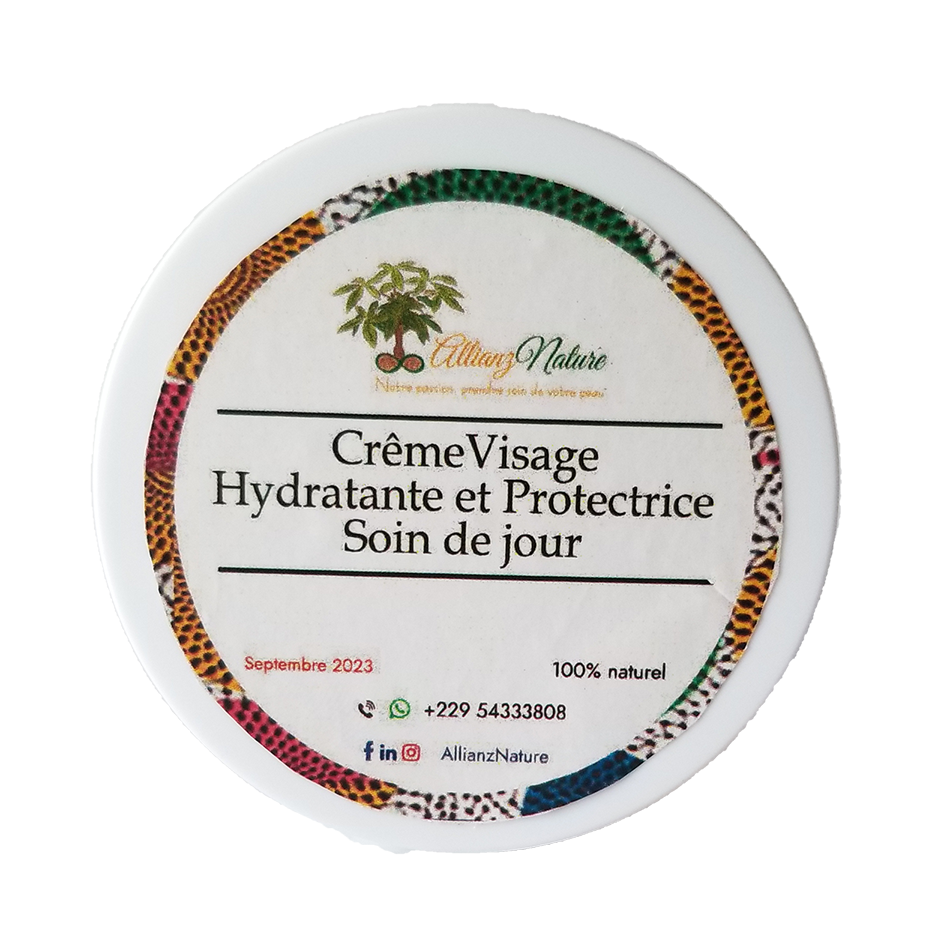 AllianzNature
Notre passion, prendre soin de votre peau
CrêmeVisage
Hydratante et Protectrice
Soin de jour
Septembre 2023
100% naturel
+229 54333808
AllianzNature